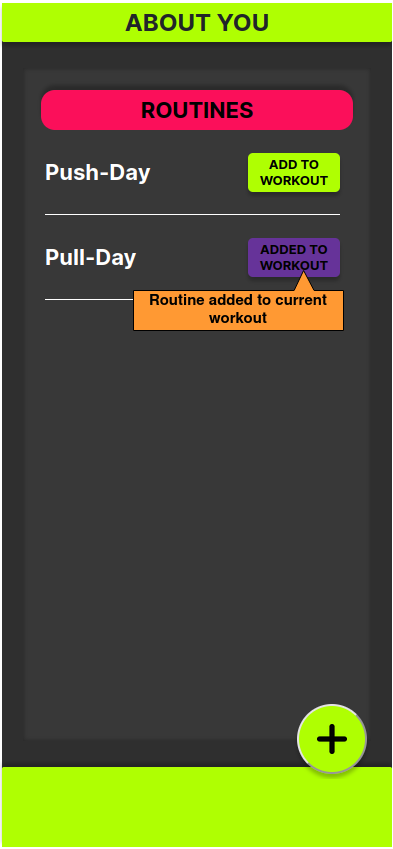 ABOUT YOU
ROUTINES
Push-Day
ADD TO
WORKOUT
Pull-Day
ADDED TO
WORKOUT
Routine added to current
workout